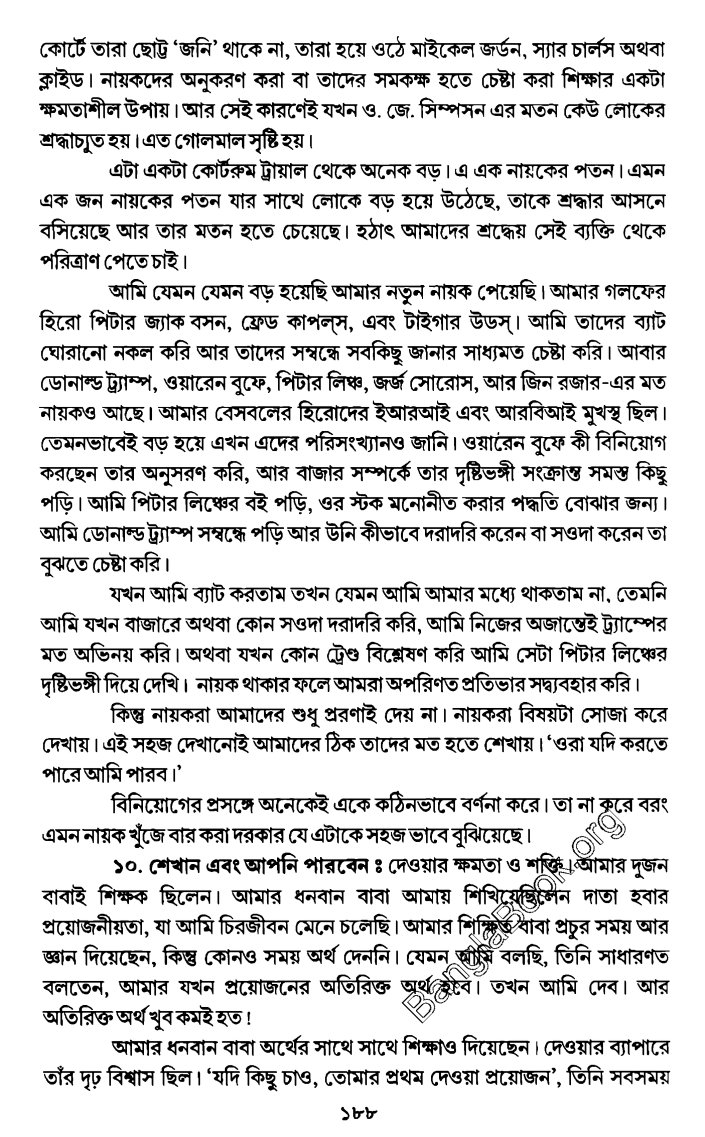 কোর্টে তারা ছোট্ট ‘জনি’ থাকে না, তারা হয়ে ওঠে মাইকেল জর্ডন, স্যার চার্লস অথবা
ক্লাইড। নায়কদের অনুকরণ করা বা তাদের সমকক্ষ হতে চেষ্টা করা শিক্ষার একটা
ক্ষমতাশীল উপায়। আর সেই কারণেই যখন ও. জে. সিম্পসন এর মতন কেউ লোকের
শ্রদ্ধাচ্যুত হয়। এত গোলমাল সৃষ্টি হয়।
এটা একটা কোর্টরুম ট্রায়াল থেকে অনেক বড়। এ এক নায়কের পতন। এমন
এক জন নায়কের পতন যার সাথে লোকে বড় হয়ে উঠেছে, তাকে শ্রদ্ধার আসনে
বসিয়েছে আর তার মতন হতে চেয়েছে। হঠাৎ আমাদের শ্রদ্ধেয় সেই ব্যক্তি থেকে
পরিত্রাণ পেতে চাই।
আমি যেমন যেমন বড় হয়েছি আমার নতুন নায়ক পেয়েছি। আমার গলফের
হিরো পিটার জ্যাক বসন, ফ্রেড কাপল্‌স, এবং টাইগার উডস্। আমি তাদের ব্যাট
ঘোরানো নকল করি আর তাদের সম্বন্ধে সবকিছু জানার সাধ্যমত চেষ্টা করি। আবার
ডোনাল্ড ট্র্যাম্প, ওয়ারেন বুফে, পিটার লিঞ্চ, জর্জ সোরোস, আর জিন রজার-এর মত
নায়কও আছে। আমার বেসবলের হিরোদের ইআরআই এবং আরবিআই মুখস্থ ছিল।
তেমনভাবেই বড় হয়ে এখন এদের পরিসংখ্যানও জানি। ওয়ারেন বুফে কী বিনিয়োগ
করছেন তার অনুসরণ করি, আর বাজার সম্পর্কে তার দৃষ্টিভঙ্গী সংক্রান্ত সমস্ত কিছু
পড়ি। আমি পিটার লিঞ্চের বই পড়ি, ওর স্টক মনোনীত করার পদ্ধতি বোঝার জন্য।
আমি ডোনাল্ড ট্র্যাম্প সম্বন্ধে পড়ি আর উনি কীভাবে দরাদরি করেন বা সওদা করেন তা
বুঝতে চেষ্টা করি।
যখন আমি ব্যাট করতাম তখন যেমন আমি আমার মধ্যে থাকতাম না, তেমনি
আমি যখন বাজারে অথবা কোন সওদা দরাদরি করি, আমি নিজের অজান্তেই ট্র্যাম্পের
মত অভিনয় করি। অথবা যখন কোন ট্রেণ্ড বিশ্লেষণ করি আমি সেটা পিটার লিঞ্চের
দৃষ্টিভঙ্গী দিয়ে দেখি। নায়ক থাকার ফলে আমরা অপরিণত প্রতিভার সদ্ব্যবহার করি।
কিন্তু নায়করা আমাদের শুধু প্ররণাই দেয় না। নায়করা বিষয়টা সোজা করে
দেখায়। এই সহজ দেখানোই আমাদের ঠিক তাদের মত হতে শেখায়। ‘ওরা যদি করতে
পারে আমি পারব।’
বিনিয়োগের প্রসঙ্গে অনেকেই একে কঠিনভাবে বর্ণনা করে। তা না করে বরং
এমন নায়ক খুঁজে বার করা দরকার যে এটাকে সহজ ভাবে বুঝিয়েছে।
১০. শেখান এবং আপনি পারবেন : দেওয়ার ক্ষমতা ও শক্তি। আমার দুজন
বাবাই শিক্ষক ছিলেন। আমার ধনবান বাবা আমায় শিখিয়েছিলেন দাতা হবার
প্রয়োজনীয়তা, যা আমি চিরজীবন মেনে চলেছি। আমার শিক্ষিত বাবা প্রচুর সময় আর
জ্ঞান দিয়েছেন, কিন্তু কোনও সময় অর্থ দেননি। যেমন আমি বলছি, তিনি সাধারণত
বলতেন, আমার যখন প্রয়োজনের অতিরিক্ত অর্থ হবে। তখন আমি দেব। আর
অতিরিক্ত অর্থ খুব কমই হত!
আমার ধনবান বাবা অর্থের সাথে সাথে শিক্ষাও দিয়েছেন। দেওয়ার ব্যাপারে
তাঁর দৃঢ় বিশ্বাস ছিল। ‘যদি কিছু চাও, তোমার প্রথম দেওয়া প্রয়োজন’, তিনি সবসময়
১৮৮
BanglaBook.org